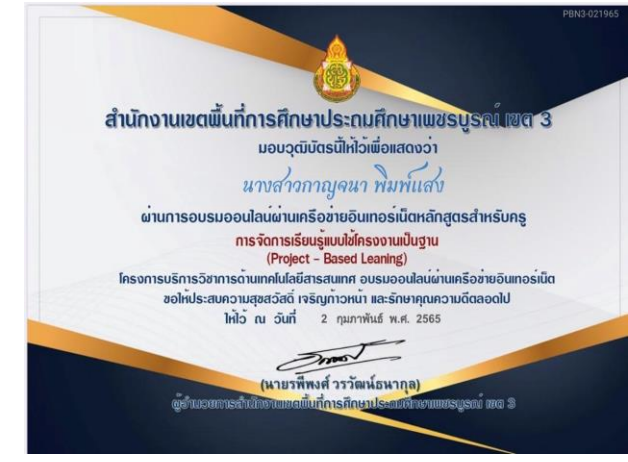 PBN3-021965
สำนักงานเขตพื้นที่การศึกษาประถมศึกษาเพชรบูรณ์ เขต 3
มอบวุฒิบัตรนี้ให้ไว้เพื่อแสดงว่า
นางสาวกาญจนา พิมพ์แสง
ผ่านการอบรมออนไลน์ผ่านเครือข่ายอินเทอร์เน็ตหลักสูตรสำหรับครู
การจัดการเรียนรู้แบบใช้โครงงานเป็นฐาน
(Project – Based Leaning)
โครงการบริการวิชาการด้านเทคโนโลยีสารสนเทศ อบรมออนไลน์ผ่านเครือข่ายอินเทอร์เน็ต
ขอให้ประสบความสุขสวัสดิ์ เจริญก้าวหน้า และรักษาคุณความดีตลอดไป
ให้ไว้ ณ วันที่ 2 กุมภาพันธ์ พ.ศ. 2565
(นายรพีพงศ์ วรวัฒน์ธนากุล)
ผู้อำนวยการสำนักงานเขตพื้นที่การศึกษาประถมศึกษาเพชรบูรณ์ เขต 3